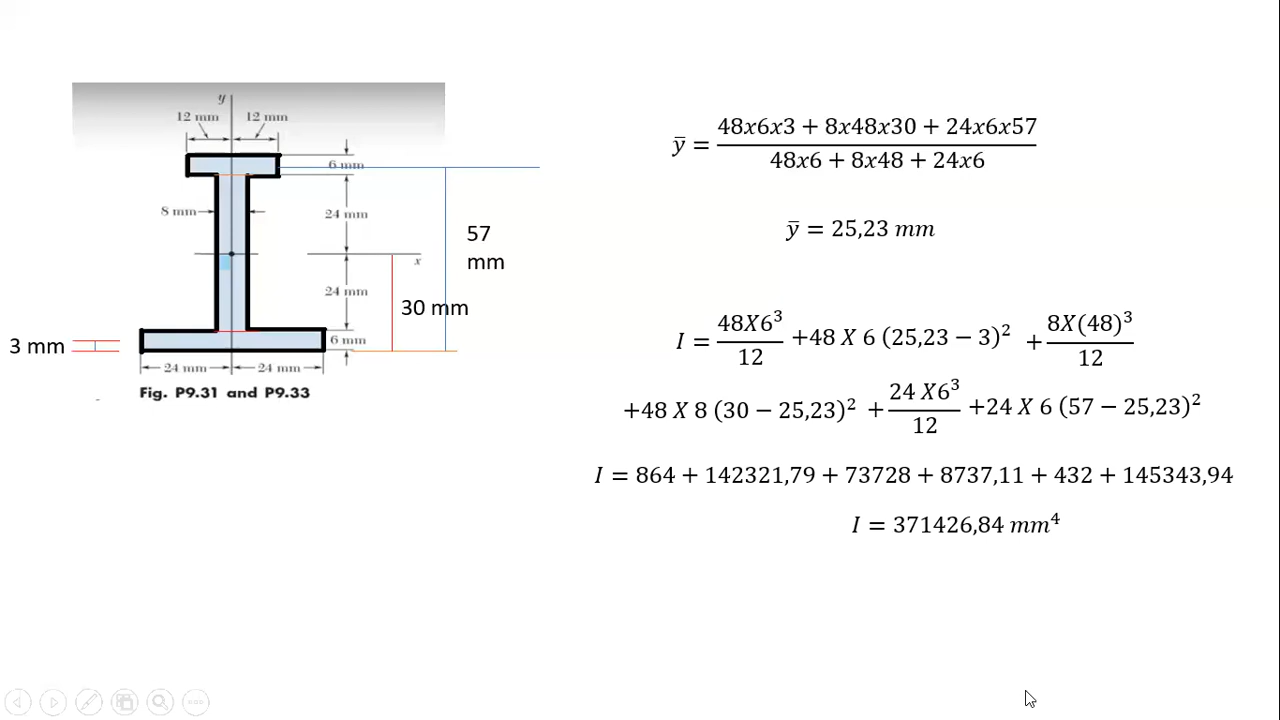 y
12 mm 12 mm
6 mm
8 mm
24 mm
x
24 mm
6 mm
24 mm 24 mm
57
mm
30 mm
3 mm
Fig. P9.31 and P9.33
ȳ = (48x6x3 + 8x48x30 + 24x6x57)/(48x6 + 8x48 + 24x6)
ȳ = 25,23 mm
I = 48X6³/12 +48 X 6 (25,23 − 3)² + 8X(48)³/12
+48 X 8 (30 − 25,23)² + 24 X6³/12 +24 X 6 (57 − 25,23)²
I = 864 + 142321,79 + 73728 + 8737,11 + 432 + 145343,94
I = 371426,84 mm⁴